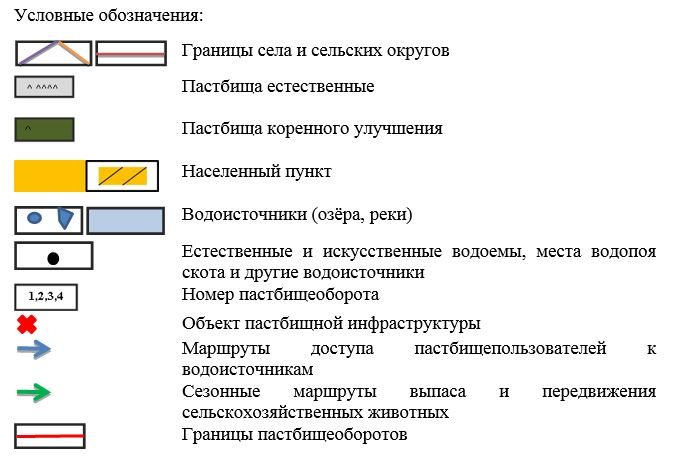 Условные обозначения:
Границы села и сельских округов
^ ^^^^ Пастбища естественные
^ Пастбища коренного улучшения
Населенный пункт
Водоисточники (озёра, реки)
Естественные и искусственные водоемы, места водопоя
скота и другие водоисточники
1,2,3,4 Номер пастбищеоборота
Объект пастбищной инфраструктуры
Маршруты доступа пастбищепользователей к
водоисточникам
Сезонные маршруты выпаса и передвижения
сельскохозяйственных животных
Границы пастбищеоборотов